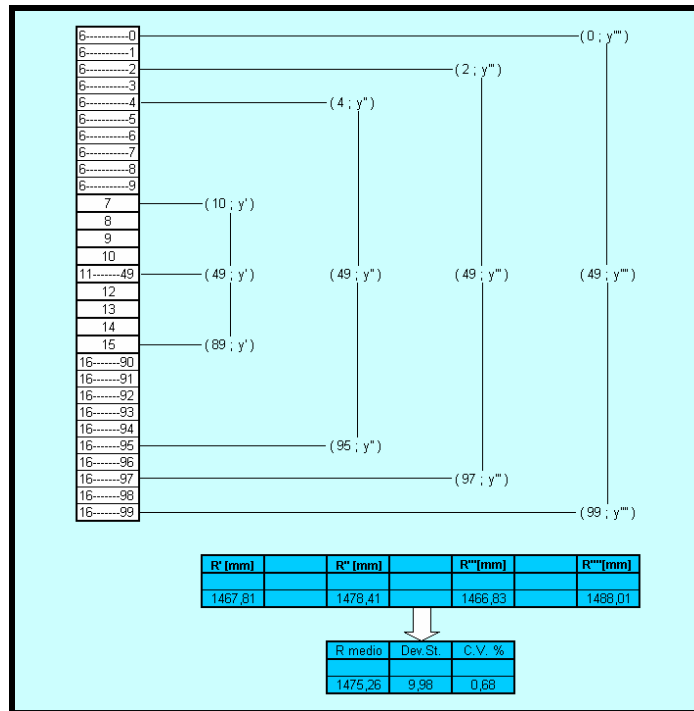 6----------0 ( 0 ; y'''' )
6----------1
6----------2 ( 2 ; y''' )
6----------3
6----------4 ( 4 ; y'' )
6----------5
6----------6
6----------7
6----------8
6----------9
7 ( 10 ; y' )
8
9
10
11-------49 ( 49 ; y' ) ( 49 ; y'' ) ( 49 ; y''' ) ( 49 ; y'''' )
12
13
14
15 ( 89 ; y' )
16-------90
16-------91
16-------92
16-------93
16-------94
16-------95 ( 95 ; y'' )
16-------96
16-------97 ( 97 ; y''' )
16-------98
16-------99 ( 99 ; y'''' )
R' [mm] R'' [mm] R'''[mm] R''''[mm]
1467,81 1478,41 1466,83 1488,01
R medio Dev.St. C.V. %
1475,26 9,98 0,68